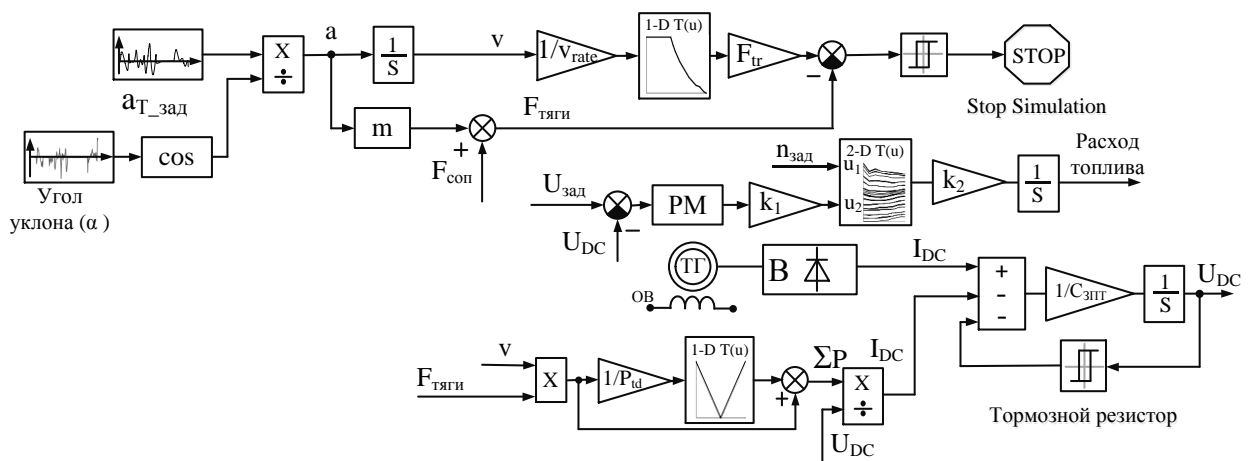 a_T_зад
X
÷
a
1
S
v
1/v_rate
1-D T(u)
F_tr
−
STOP
Stop Simulation
Угол
уклона (α )
cos
m
+
F_соп
F_тяги
U_зад
−
U_DC
PM
k_1
n_зад
2-D T(u)
u_1
u_2
k_2
1
S
Расход
топлива
ТГ
ОВ
В
I_DC
+
-
-
1/C_ЗПТ
1
S
U_DC
Тормозной резистор
v
F_тяги
X
1/P_td
1-D T(u)
+
ΣP
X
÷
U_DC
I_DC